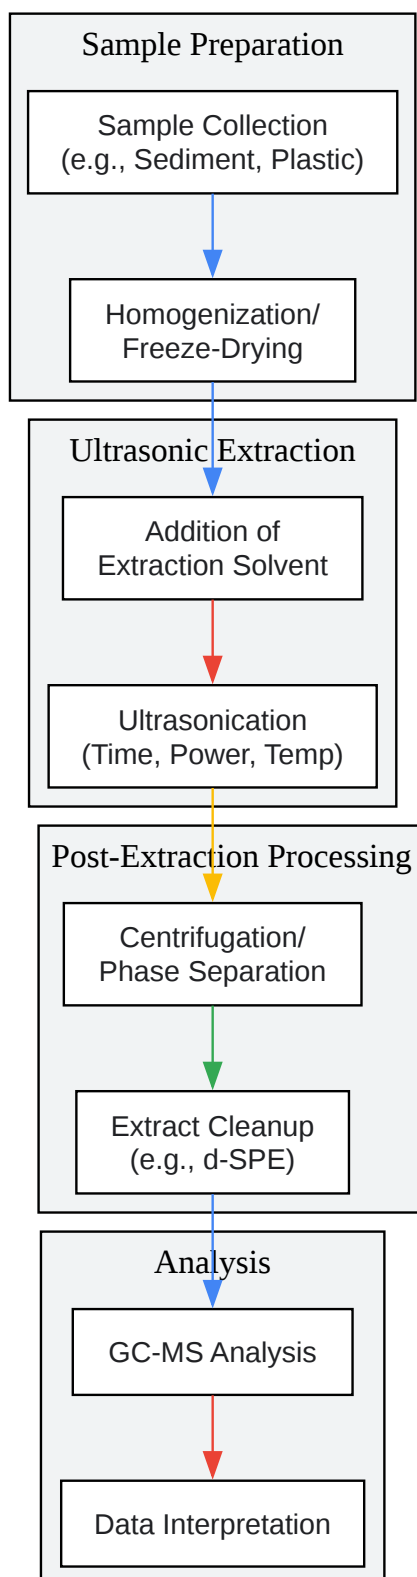 Sample Preparation
Sample Collection
(e.g., Sediment, Plastic)
Homogenization/
Freeze-Drying
Ultrasonic Extraction
Addition of
Extraction Solvent
Ultrasonication
(Time, Power, Temp)
Post-Extraction Processing
Centrifugation/
Phase Separation
Extract Cleanup
(e.g., d-SPE)
Analysis
GC-MS Analysis
Data Interpretation